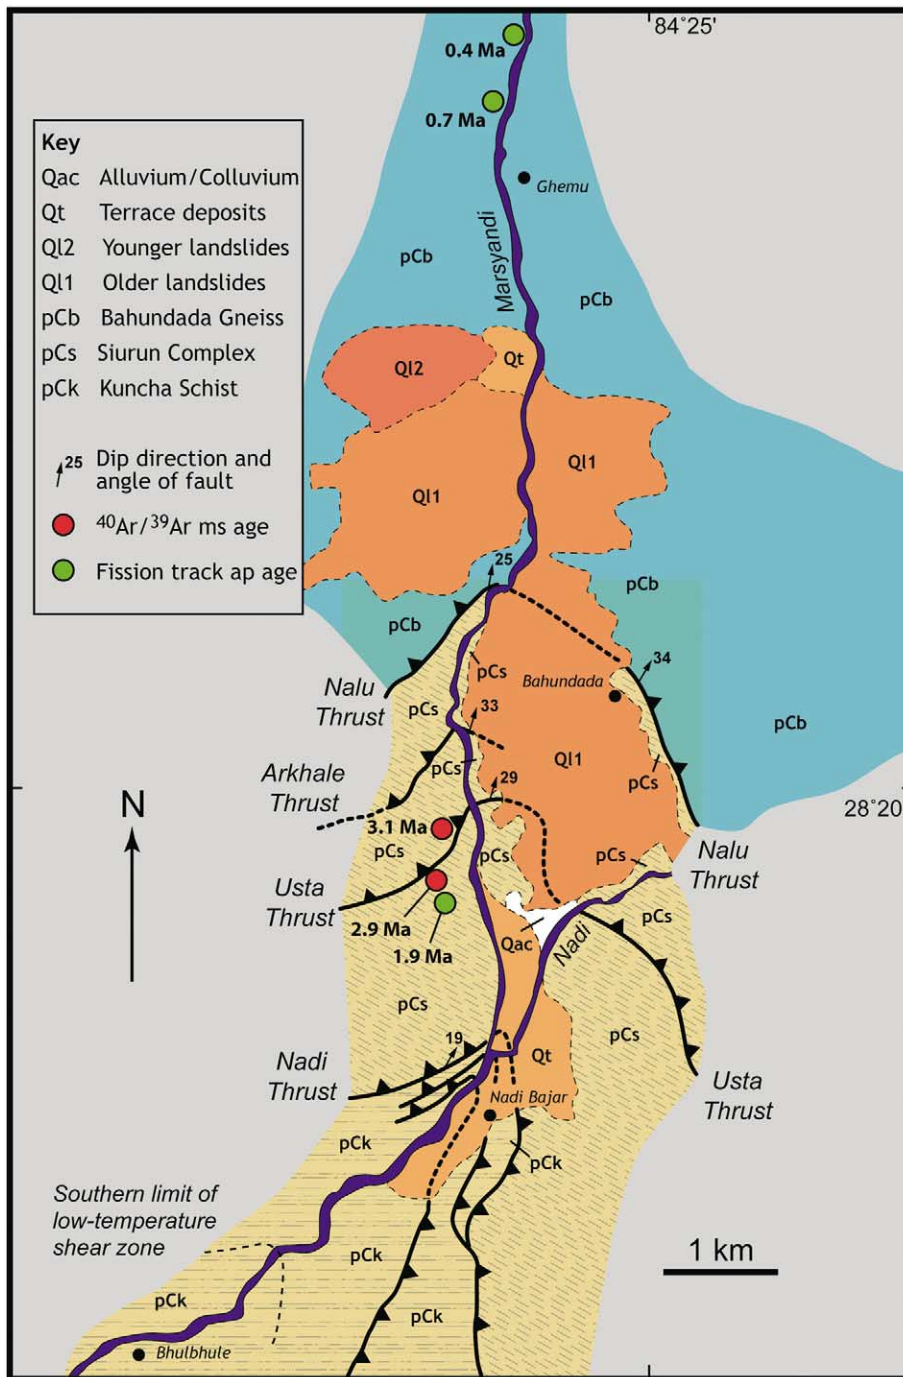 84°25'
0.4 Ma
0.7 Ma
Key
Qac Alluvium/Colluvium
Qt Terrace deposits
Ql2 Younger landslides
Ql1 Older landslides
pCb Bahundada Gneiss
pCs Siurun Complex
pCk Kuncha Schist
25 Dip direction and
angle of fault
40Ar/39Ar ms age
Fission track ap age
Ghemu
Marsyandi
pCb
pCb
Ql2
Qt
Ql1
Ql1
25
pCb
pCb
34
pCs
Bahundada
Nalu
Thrust
pCs
33
pCb
Ql1
pCs
pCs
Arkhale
Thrust
29
28°20
N
3.1 Ma
pCs
pCs
pCs
Nalu
Thrust
Usta
Thrust
2.9 Ma
1.9 Ma
pCs
Qac
Nadi
pCs
pCs
19
Nadi
Thrust
Qt
Usta
Thrust
Nadi Bajar
pCk
pCk
Southern limit of
low-temperature
shear zone
1 km
pCk
pCk
pCk
Bhulbhule